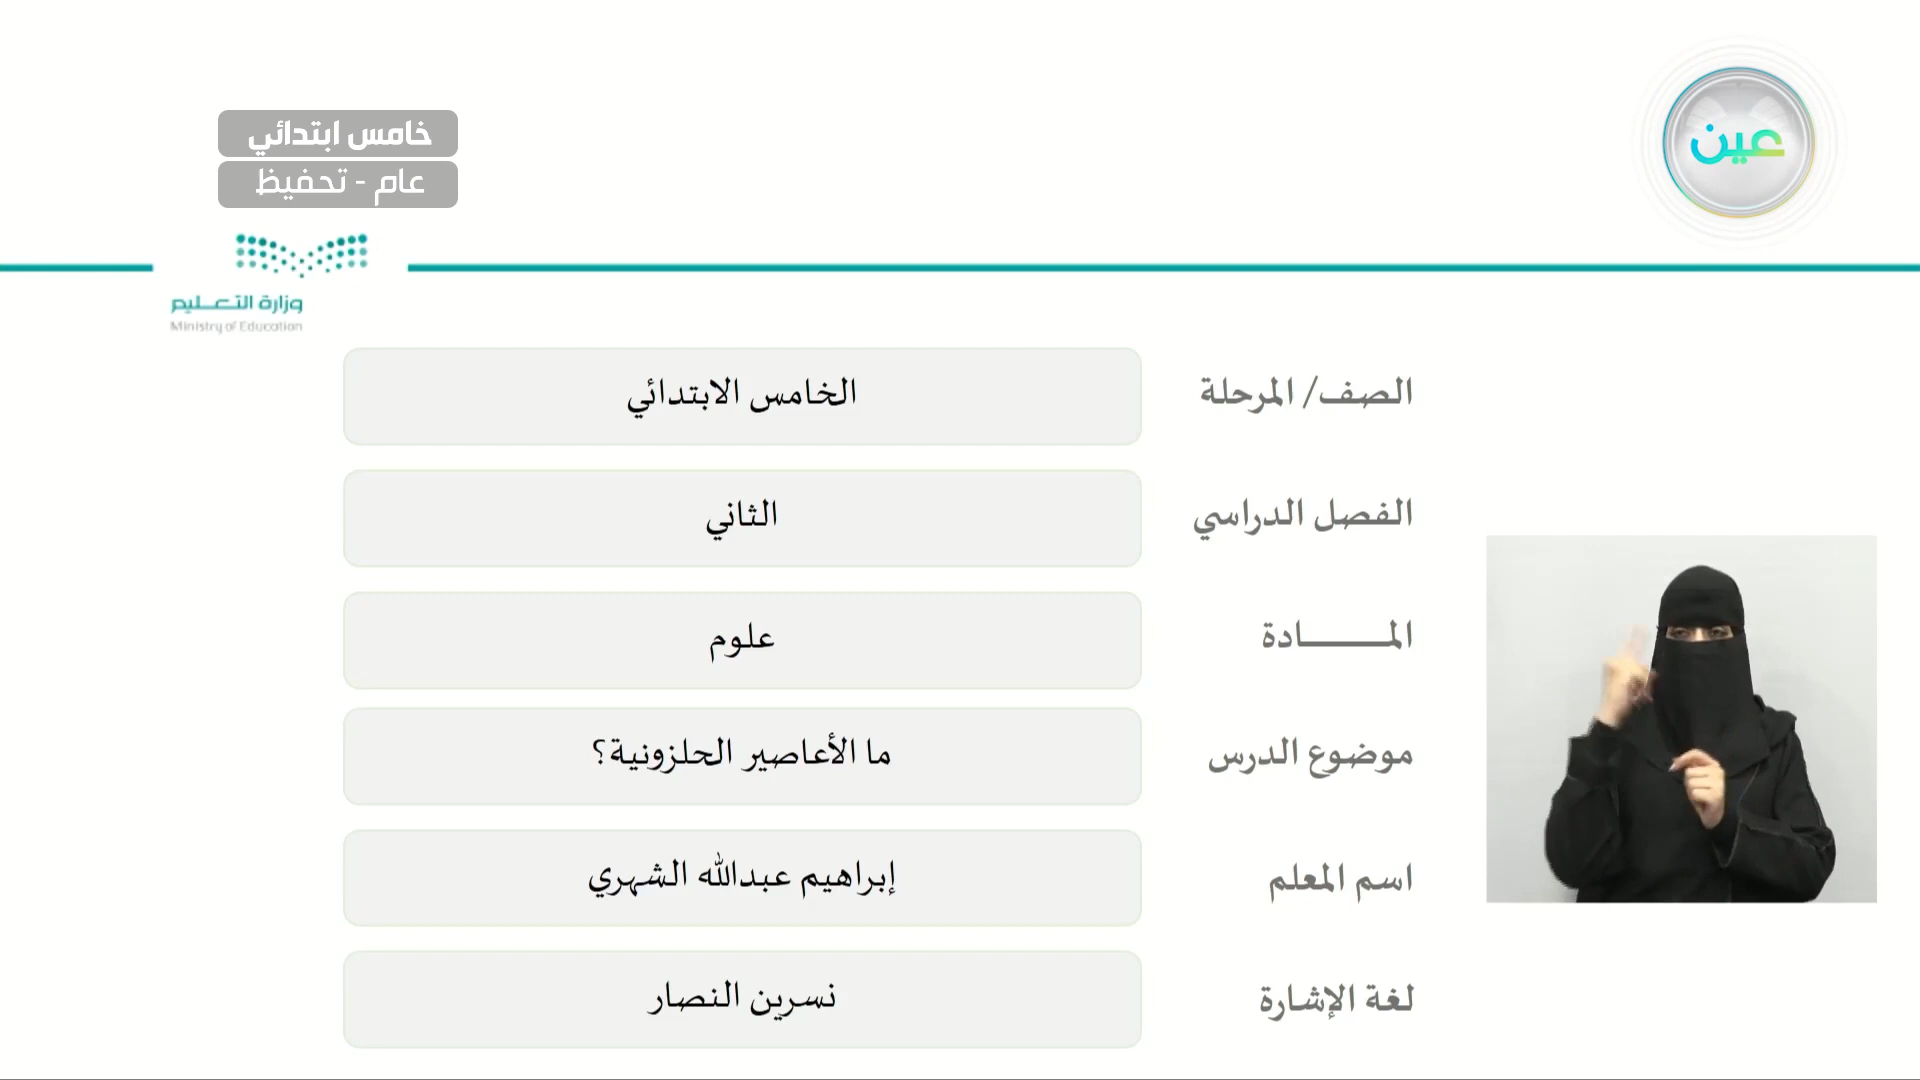 خامس ابتدائي
عام - تحفيظ
عين
وزارة التعليم
Ministry of Education
الصف/ المرحلة
الخامس الابتدائي
الفصل الدراسي
الثاني
المـــــــــادة
علوم
موضوع الدرس
ما الأعاصير الحلزونية؟
اسم المعلم
إبراهيم عبدالله الشهري
لغة الإشارة
نسرين النصار